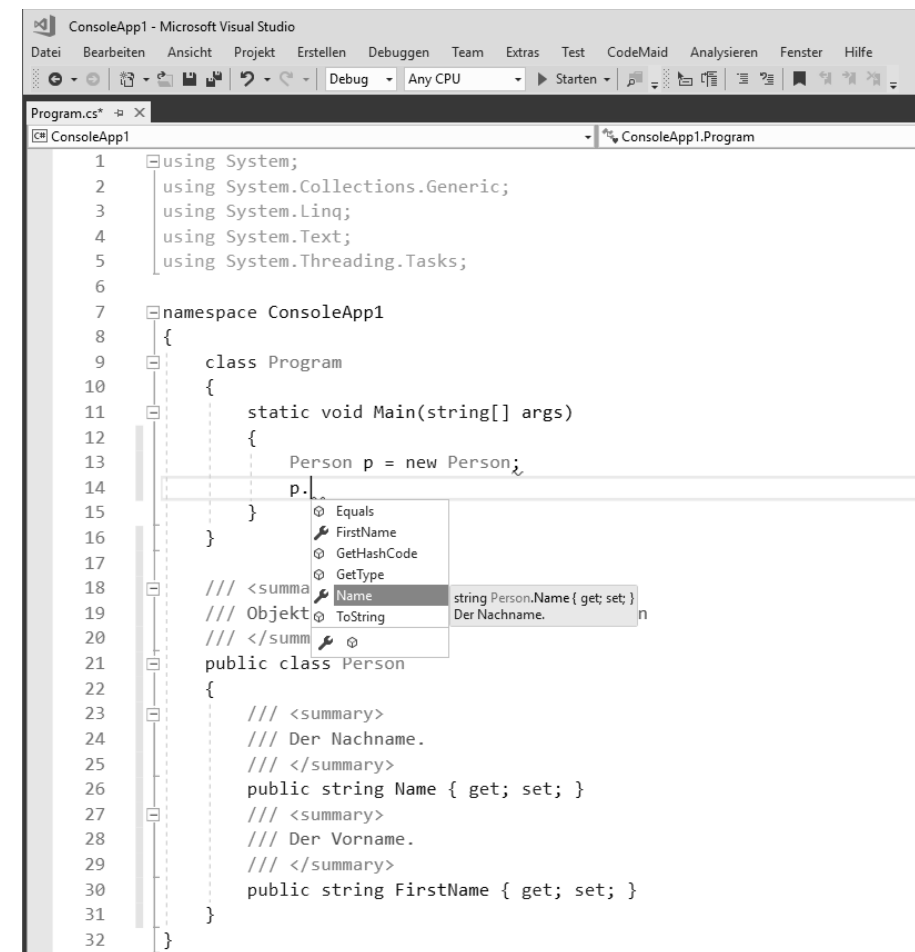 ConsoleApp1 - Microsoft Visual Studio
Datei Bearbeiten Ansicht Projekt Erstellen Debuggen Team Extras Test CodeMaid Analysieren Fenster Hilfe
Debug Any CPU Starten
Program.cs*
C# ConsoleApp1 ConsoleApp1.Program
1 using System;
2 using System.Collections.Generic;
3 using System.Linq;
4 using System.Text;
5 using System.Threading.Tasks;
6
7 namespace ConsoleApp1
8 {
9 class Program
10 {
11 static void Main(string[] args)
12 {
13 Person p = new Person;
14 p.
15 }
Equals
16 }
FirstName
17
GetHashCode
GetType
18 /// <summa
Name string Person.Name { get; set; }
19 /// Objekt ToString Der Nachname. n
20 /// </summ
21 public class Person
22 {
23 /// <summary>
24 /// Der Nachname.
25 /// </summary>
26 public string Name { get; set; }
27 /// <summary>
28 /// Der Vorname.
29 /// </summary>
30 public string FirstName { get; set; }
31 }
32 }